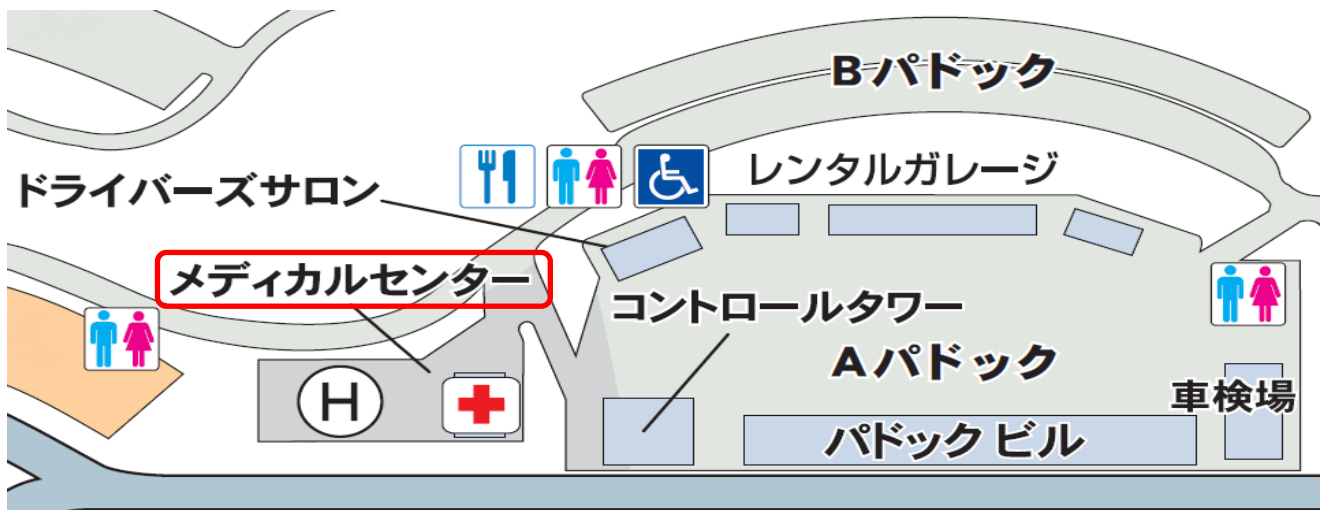 Bパドック
レンタルガレージ
ドライバーズサロン
メディカルセンター
コントロールタワー
Aパドック
車検場
H
パドックビル